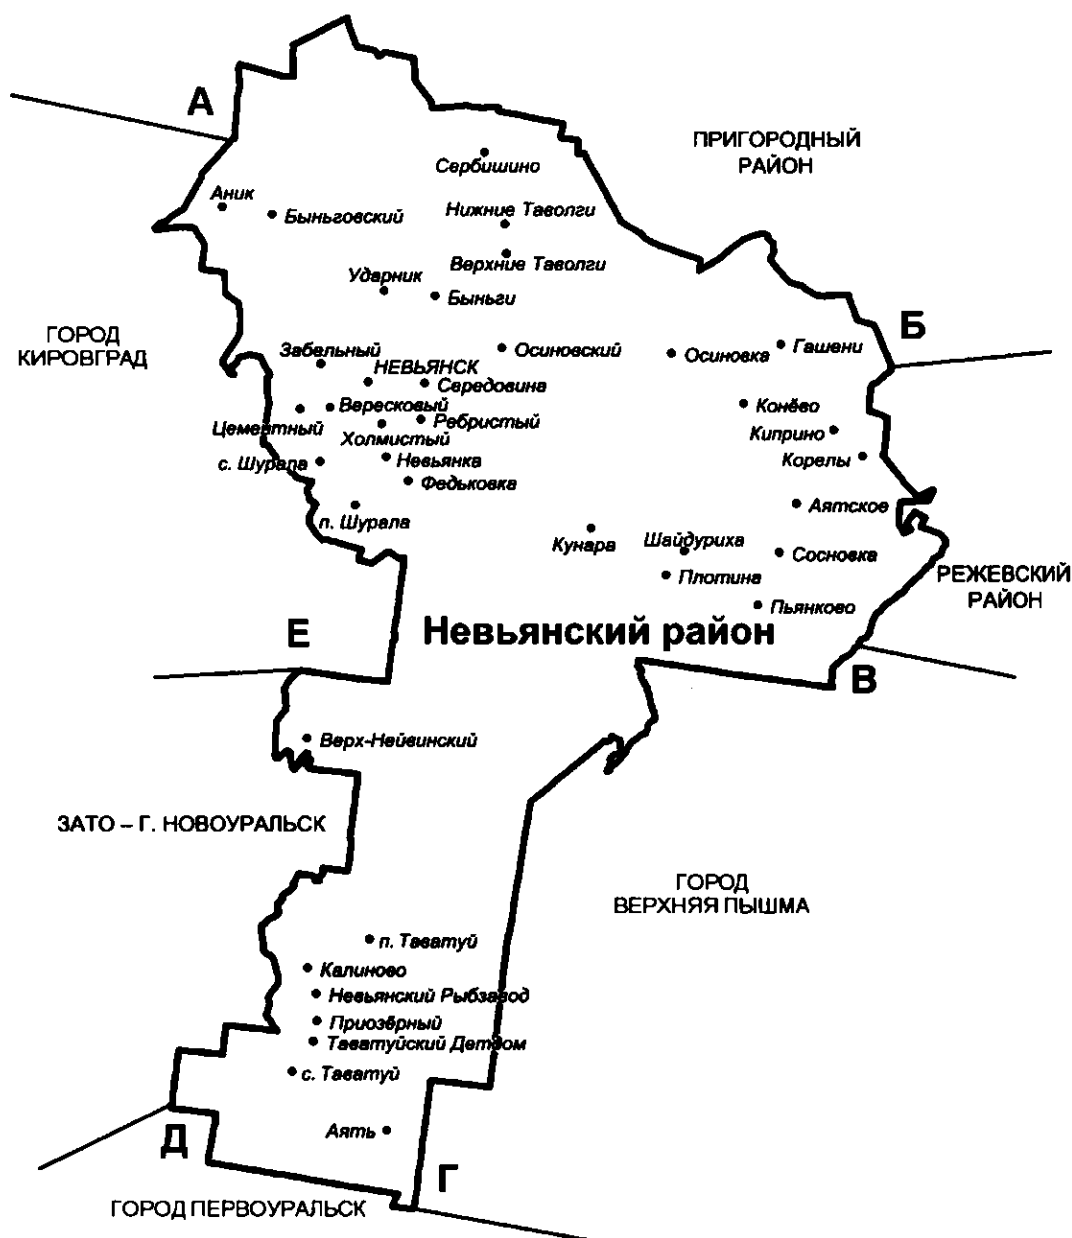 А
ПРИГОРОДНЫЙ
РАЙОН
Сербишино
Аник
Быньговский
Нижние Таволги
Верхние Таволги
Ударник
Быньги
ГОРОД
КИРОВГРАД
Б
Забельный
Осиновский
Осиновка
Гашени
НЕВЬЯНСК
Середовина
Вересковый
Конёво
Цементный
Холмистый
Ребристый
Киприно
с. Шурала
Невьянка
Корелы
Федьковка
п. Шурала
Аятское
Кунара
Шайдуриха
Сосновка
Плотина
РЕЖЕВСКИЙ
РАЙОН
Пьянково
Е
Невьянский район
В
Верх-Нейвинский
ЗАТО – Г. НОВОУРАЛЬСК
ГОРОД
ВЕРХНЯЯ ПЫШМА
п. Таватуй
Калиново
Невьянский Рыбзавод
Приозёрный
Таватуйский Детдом
с. Таватуй
Аять
Д
Г
ГОРОД ПЕРВОУРАЛЬСК